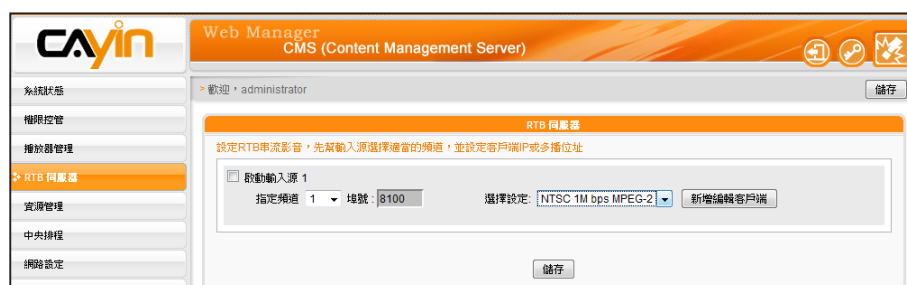 CAYIN
Web Manager
CMS (Content Management Server)
系統狀態
> 歡迎,administrator
儲存
權限控管
播放器管理
RTB 伺服器
資源管理
中央排程
網路設定
RTB 伺服器
設定RTB串流影音,先幫輸入源選擇適當的頻道,並設定客戶端IP或多播位址
啟動輸入源 1
指定頻道 1 埠號 : 8100 選擇設定: NTSC 1M bps MPEG-2 新增編輯客戶端
儲存